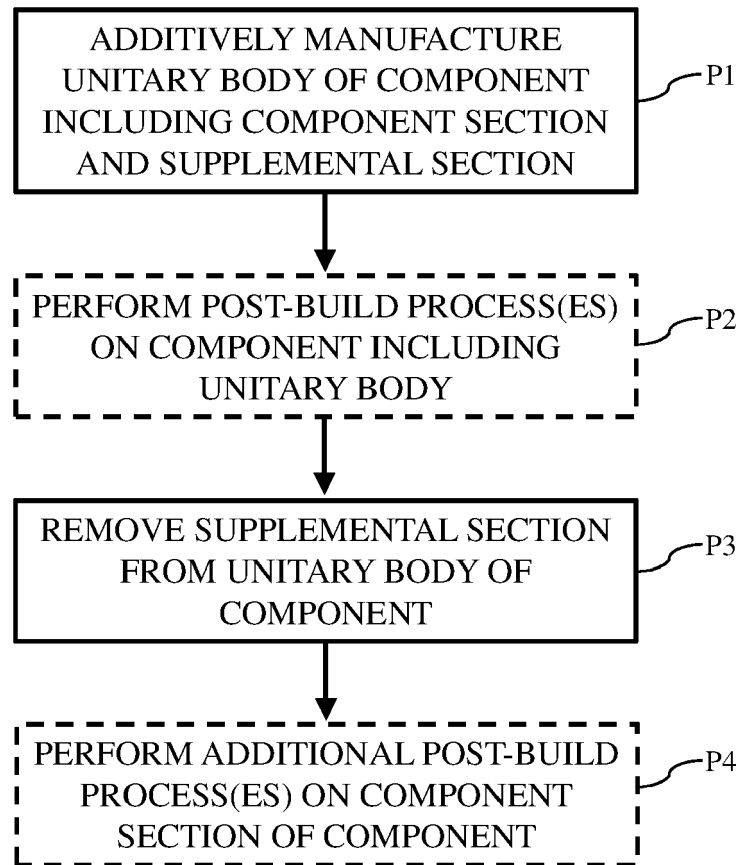 ADDITIVELY MANUFACTURE
UNITARY BODY OF COMPONENT
INCLUDING COMPONENT SECTION
AND SUPPLEMENTAL SECTION
P1
PERFORM POST-BUILD PROCESS(ES)
ON COMPONENT INCLUDING
UNITARY BODY
P2
REMOVE SUPPLEMENTAL SECTION
FROM UNITARY BODY OF
COMPONENT
P3
PERFORM ADDITIONAL POST-BUILD
PROCESS(ES) ON COMPONENT
SECTION OF COMPONENT
P4